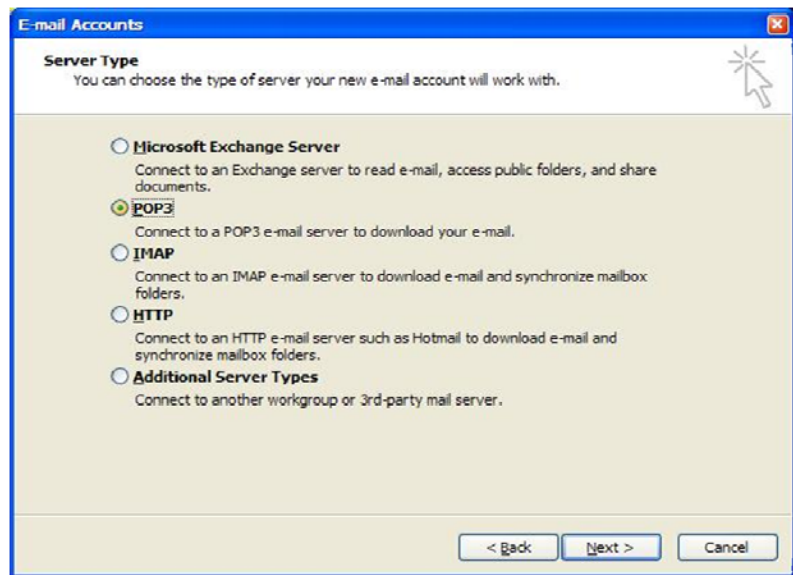 E-mail Accounts
Server Type
You can choose the type of server your new e-mail account will work with.
Microsoft Exchange Server
Connect to an Exchange server to read e-mail, access public folders, and share
documents.
POP3
Connect to a POP3 e-mail server to download your e-mail.
IMAP
Connect to an IMAP e-mail server to download e-mail and synchronize mailbox
folders.
HTTP
Connect to an HTTP e-mail server such as Hotmail to download e-mail and
synchronize mailbox folders.
Additional Server Types
Connect to another workgroup or 3rd-party mail server.
< Back Next > Cancel